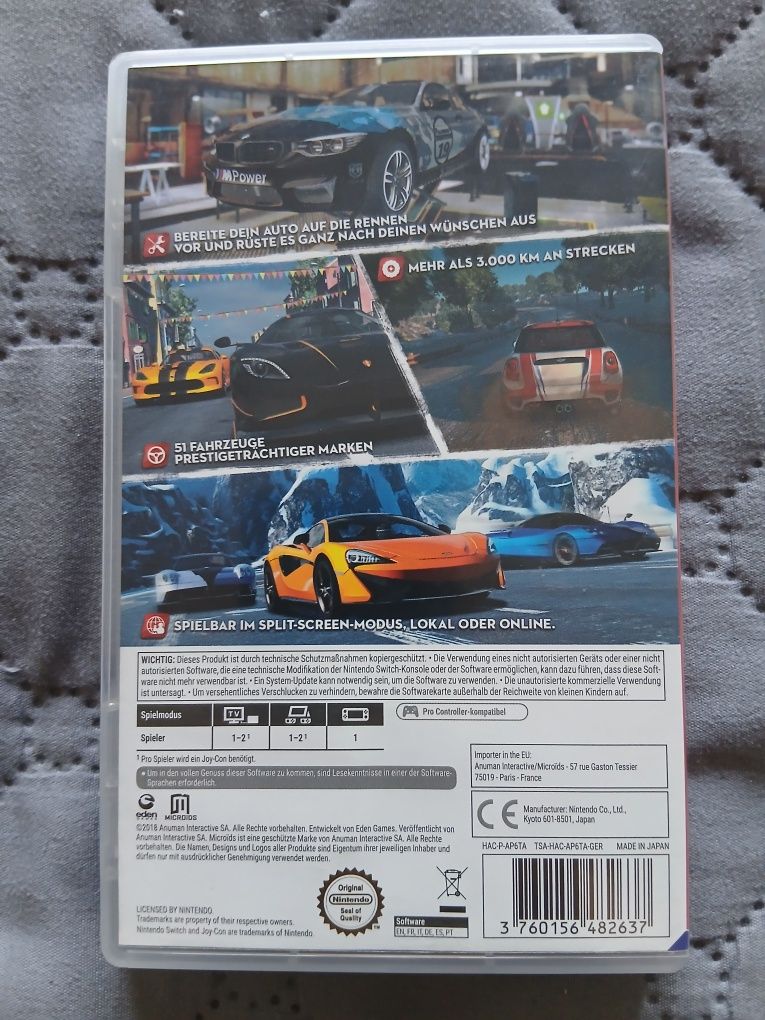 MPower
19
BEREITE DEIN AUTO AUF DIE RENNEN
VOR UND RÜSTE ES GANZ NACH DEINEN WÜNSCHEN AUS
MEHR ALS 3.000 KM AN STRECKEN
51 FAHRZEUGE
PRESTIGETRÄCHTIGER MARKEN
SPIELBAR IM SPLIT-SCREEN-MODUS, LOKAL ODER ONLINE.
WICHTIG: Dieses Produkt ist durch technische Schutzmaßnahmen kopiergeschützt. • Die Verwendung eines nicht autorisierten Geräts oder einer nicht
autorisierten Software, die eine technische Modifikation der Nintendo Switch-Konsole oder der Software ermöglichen, kann dazu führen, dass diese Soft-
ware nicht mehr verwendbar ist. • Ein System-Update kann notwendig sein, um die Software zu verwenden. • Die unautorisierte kommerzielle Verwendung
ist untersagt. • Um versehentliches Verschlucken zu verhindern, bewahre die Softwarekarte außerhalb der Reichweite von kleinen Kindern auf.
Spielmodus TV
Pro Controller-kompatibel
Spieler 1–2¹ 1–2¹ 1
¹ Pro Spieler wird ein Joy-Con benötigt.
• Um in den vollen Genuss dieser Software zu kommen, sind Lesekenntnisse in einer der Software-
Sprachen erforderlich.
Importer in the EU:
Anuman Interactive/Microïds - 57 rue Gaston Tessier
75019 - Paris - France
eden
GAMES
MICROIDS
CE
Manufacturer: Nintendo Co., Ltd.,
Kyoto 601-8501, Japan
©2018 Anuman Interactive SA. Alle Rechte vorbehalten. Entwickelt von Eden Games. Veröffentlicht von
Anuman Interactive SA. Microïds ist eine geschützte Marke von Anuman Interactive SA. Alle Rechte
vorbehalten. Die Namen, Designs und Logos aller Produkte sind Eigentum ihrer jeweiligen Inhaber und
dürfen nur mit ausdrücklicher Genehmigung verwendet werden.
HAC-P-AP6TA TSA-HAC-AP6TA-GER MADE IN JAPAN
Original
Nintendo
Seal of
Quality
TM
LICENSED BY NINTENDO.
Trademarks are property of their respective owners.
Nintendo Switch and Joy-Con are trademarks of Nintendo.
Software
EN, FR, IT, DE, ES, PT
3 760156 482637